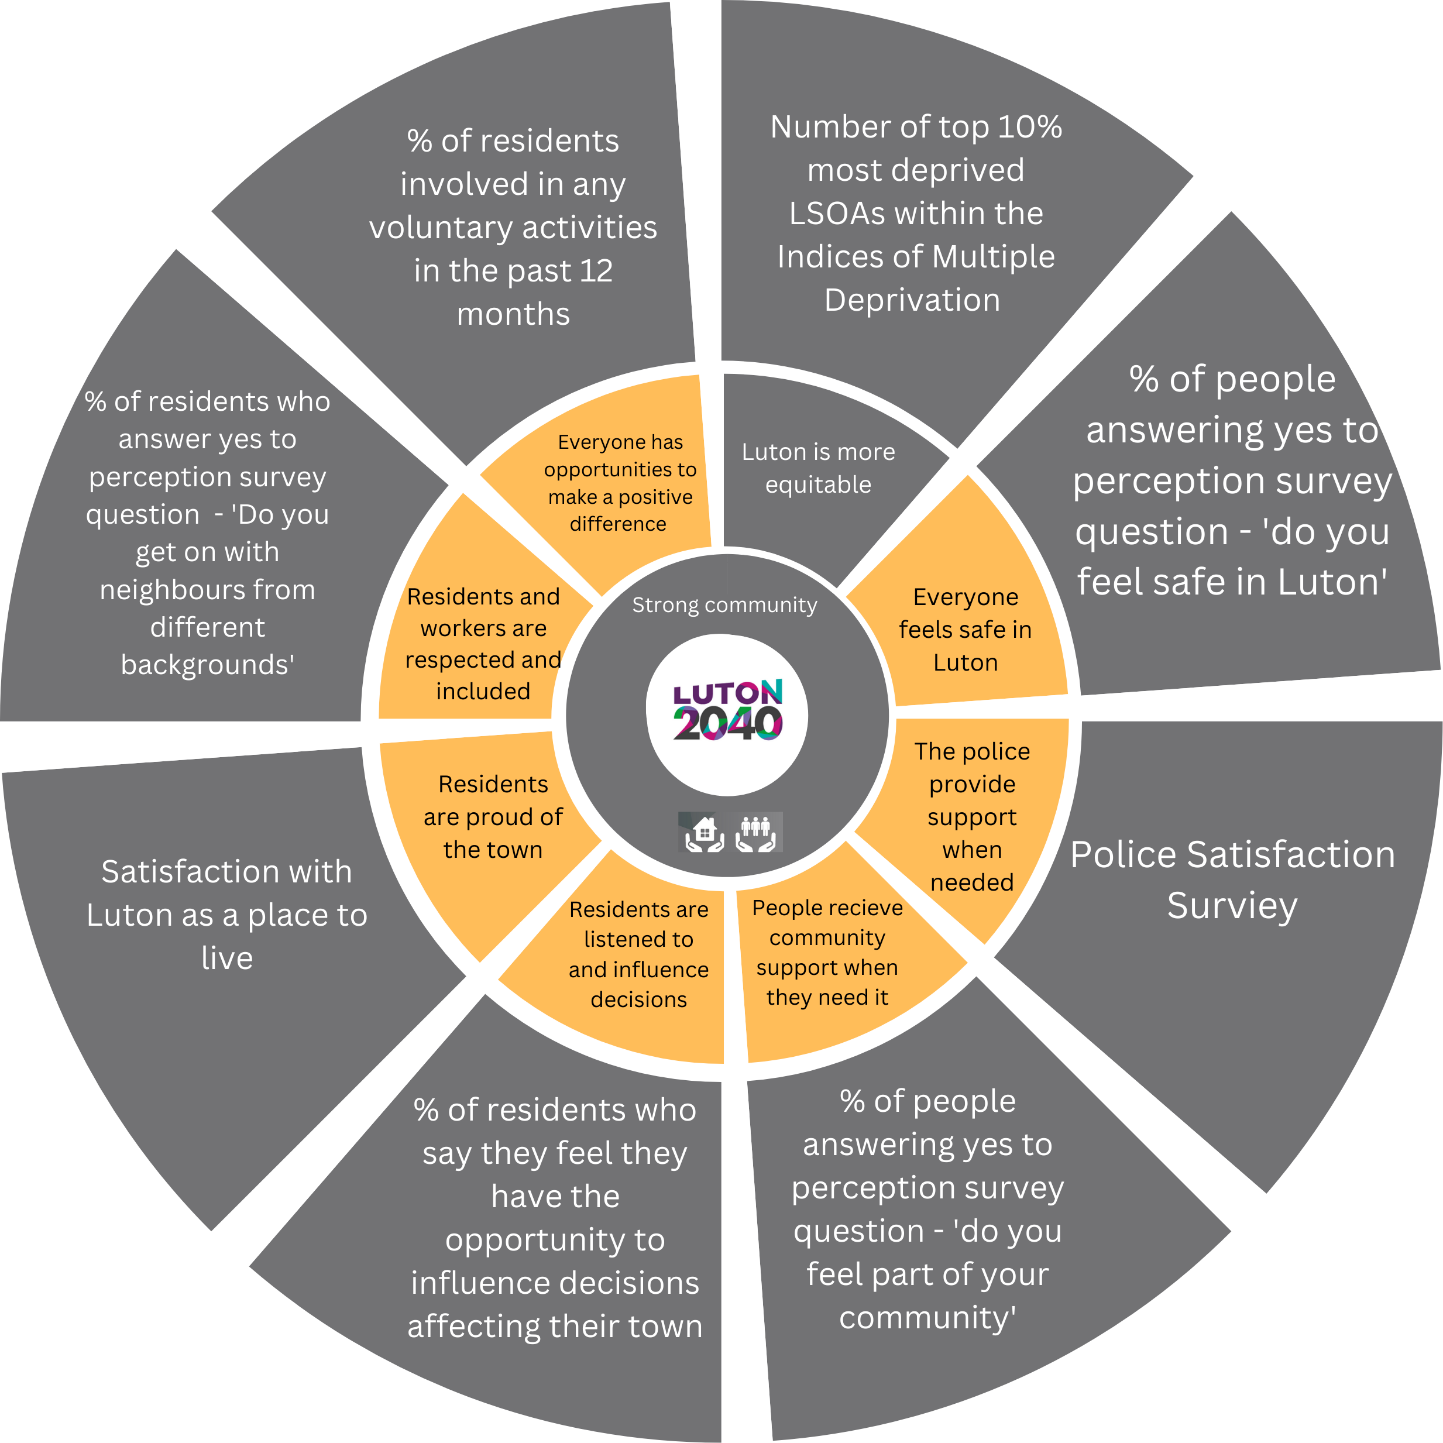 Number of top 10%
most deprived
LSOAs within the
Indices of Multiple
Deprivation
% of people
answering yes to
perception survey
question - 'do you
feel safe in Luton'
Police Satisfaction
Surviey
% of people
answering yes to
perception survey
question - 'do you
feel part of your
community'
% of residents who
say they feel they
have the
opportunity to
influence decisions
affecting their town
Satisfaction with
Luton as a place to
live
% of residents who
answer yes to
perception survey
question - 'Do you
get on with
neighbours from
different
backgrounds'
% of residents
involved in any
voluntary activities
in the past 12
months
Luton is more
equitable
Everyone
feels safe in
Luton
The police
provide
support
when
needed
People recieve
community
support when
they need it
Residents are
listened to
and influence
decisions
Residents
are proud of
the town
Residents and
workers are
respected and
included
Everyone has
opportunities to
make a positive
difference
Strong community
LUTON
2040